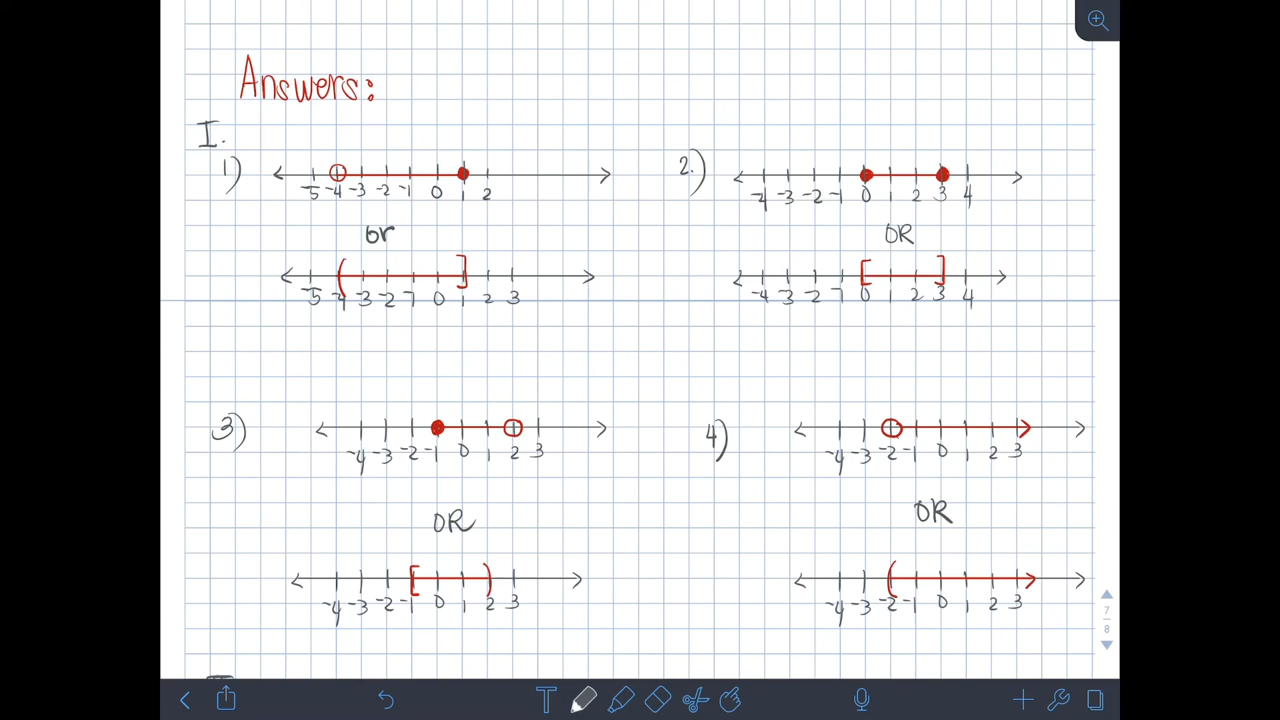 Answers:
I.
1)
-5 -4 -3 -2 -1 0 1 2
or
-5 -4 -3 -2 -1 0 1 2 3
2.)
-4 -3 -2 -1 0 1 2 3 4
OR
-4 -3 -2 -1 0 1 2 3 4
3)
-4 -3 -2 -1 0 1 2 3
OR
-4 -3 -2 -1 0 1 2 3
4)
-4 -3 -2 -1 0 1 2 3
OR
-4 -3 -2 -1 0 1 2 3
7
8
T